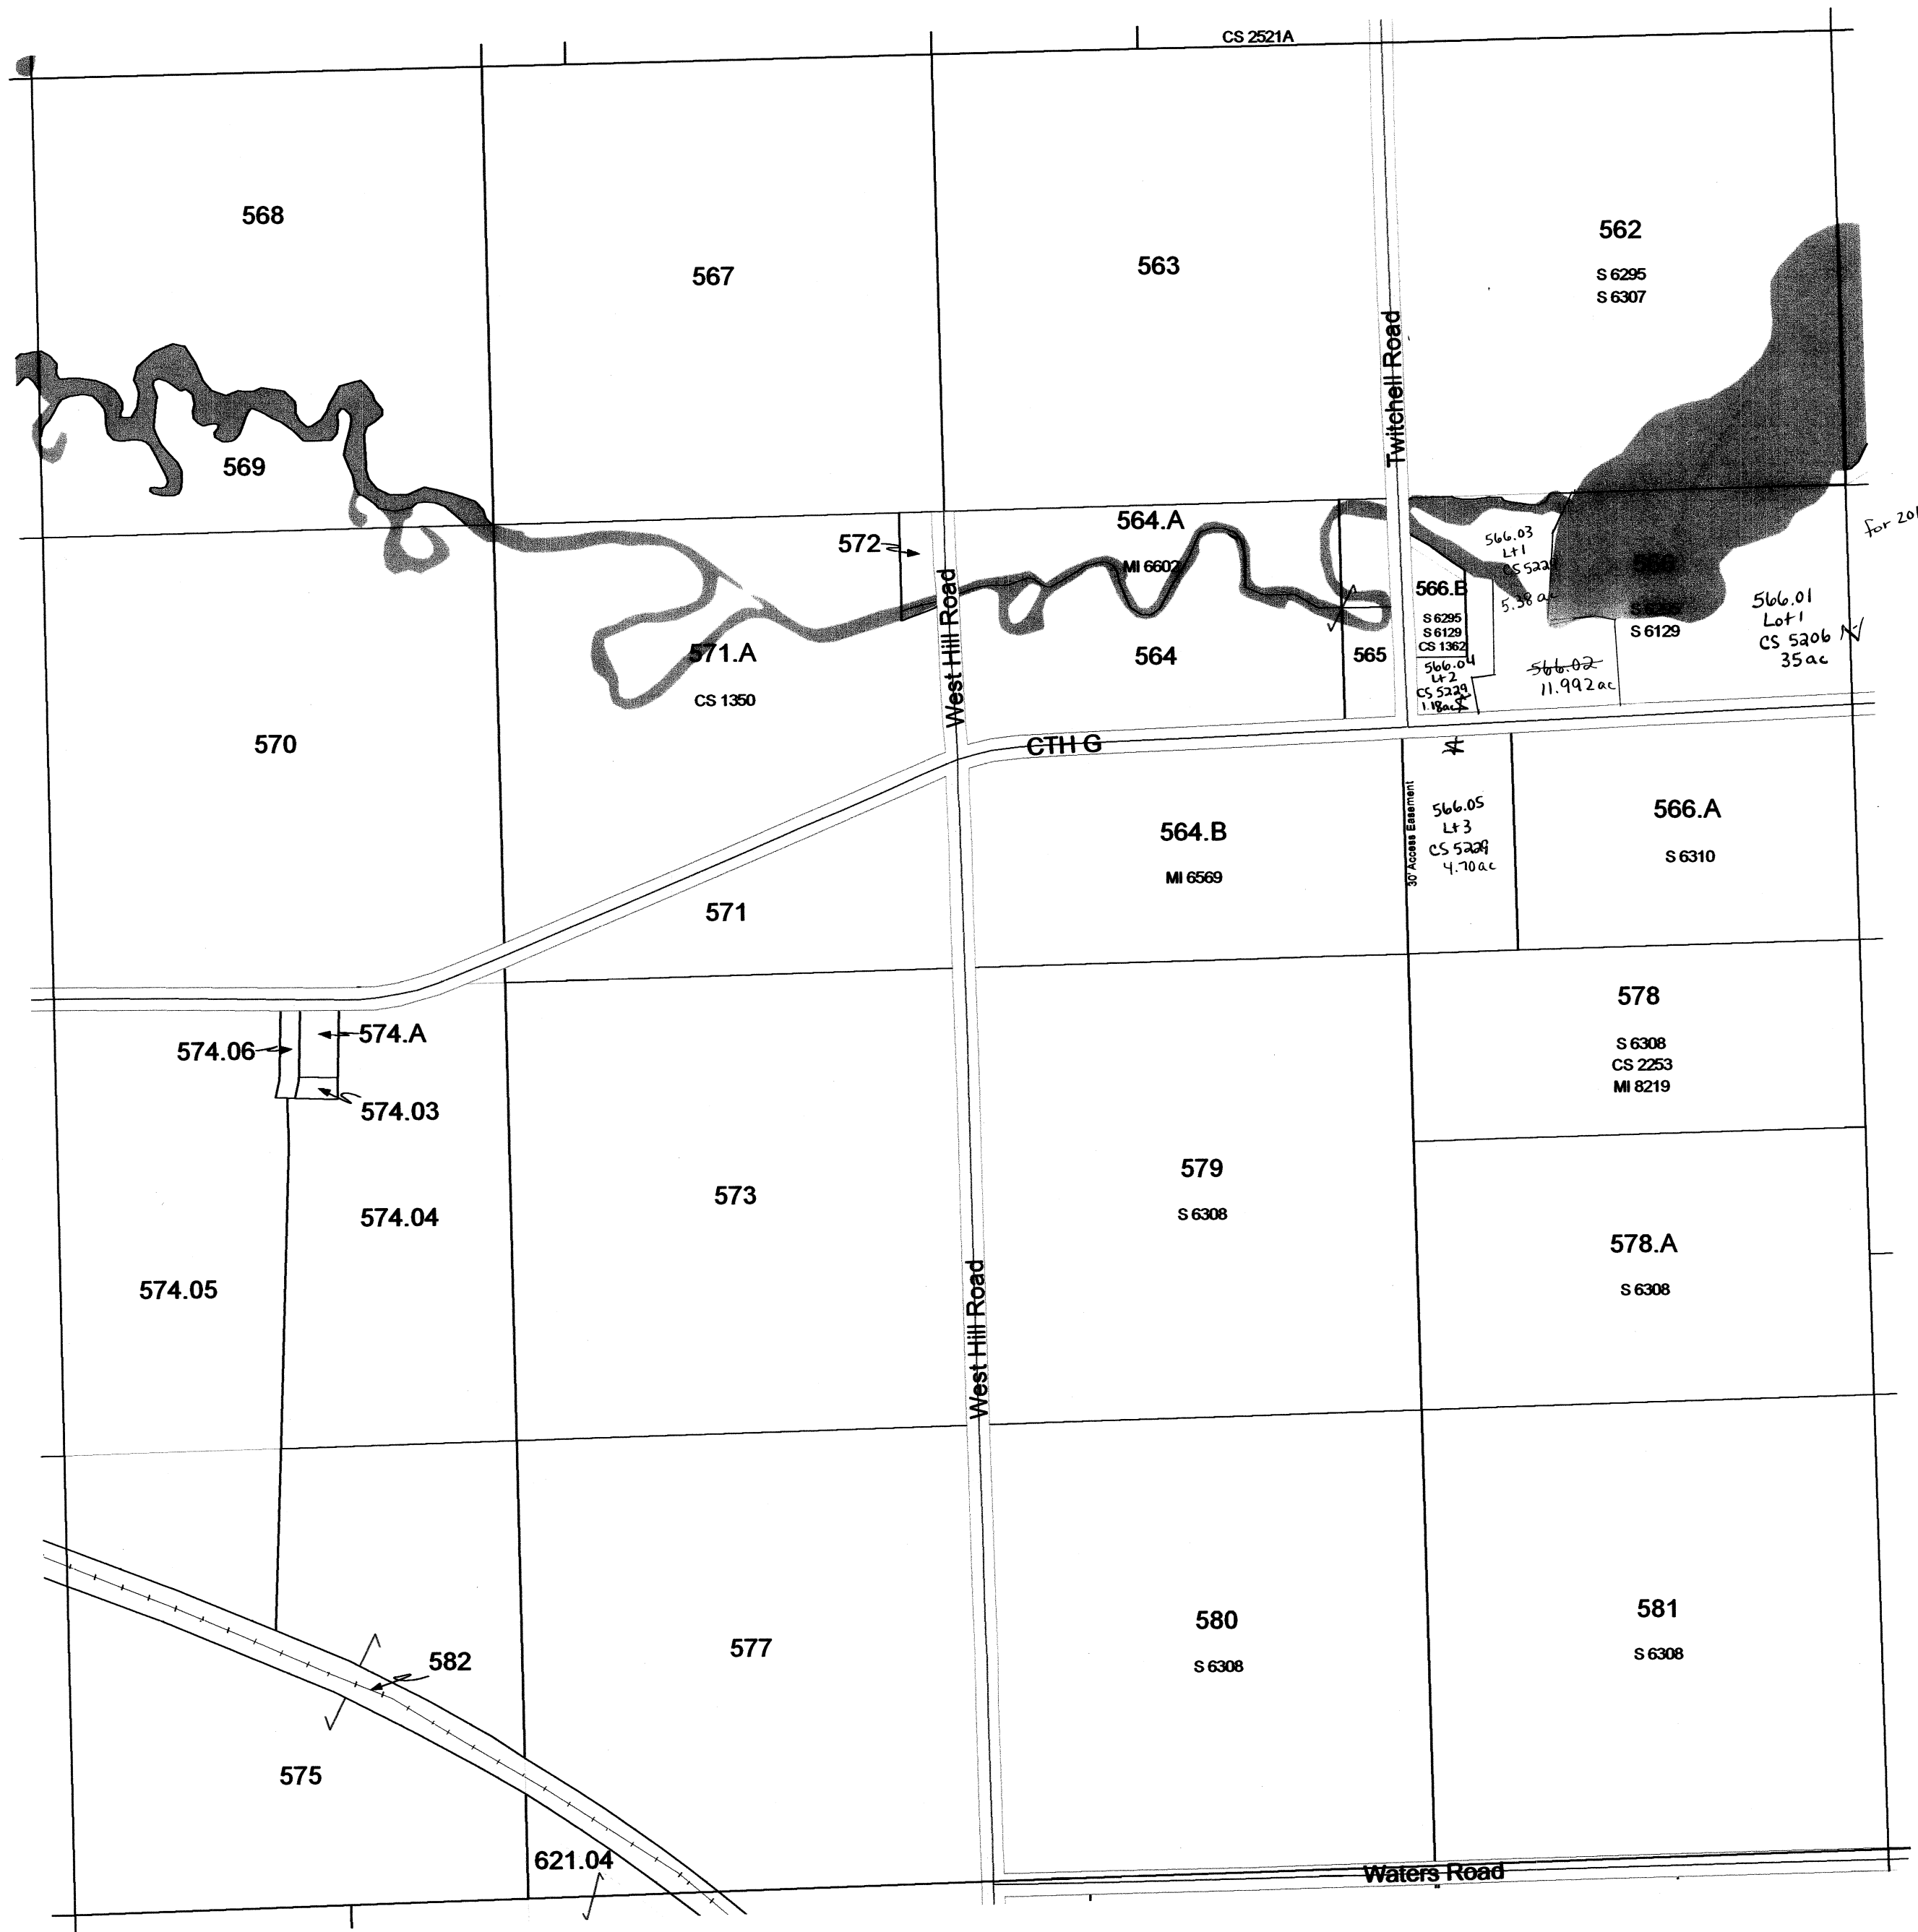 CS 2521A
568
567
563
562
S 6295
S 6307
Twitchell Road
569
572
564.A
MI 6602
566.03
Lt 1
CS 5229
5.38 ac
for 201
566.B
S 6295
S 6129
CS 1362
566.04
Lt 2
CS 5229
1.18ac
566.02
11.992 ac
S 6129
566.01
Lot 1
CS 5206
35 ac
571.A
CS 1350
West Hill Road
564
565
570
CTH G
30' Access Easement
566.05
Lt 3
CS 5229
4.70 ac
566.A
S 6310
564.B
MI 6569
571
578
S 6308
CS 2253
MI 8219
574.A
574.06
574.03
573
579
S 6308
574.04
578.A
S 6308
574.05
West Hill Road
580
S 6308
581
S 6308
577
582
575
621.04
Waters Road